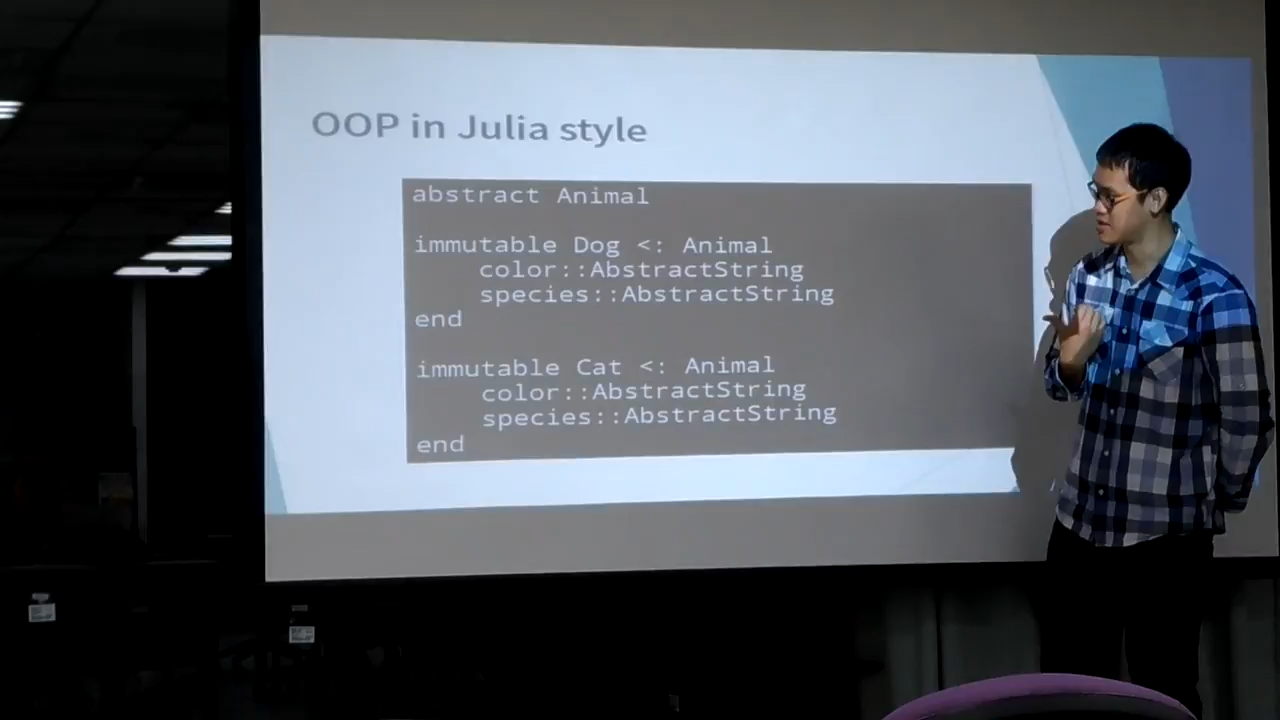 OOP in Julia style
abstract Animal
immutable Dog <: Animal
color::AbstractString
species::AbstractString
end
immutable Cat <: Animal
color::AbstractString
species::AbstractString
end